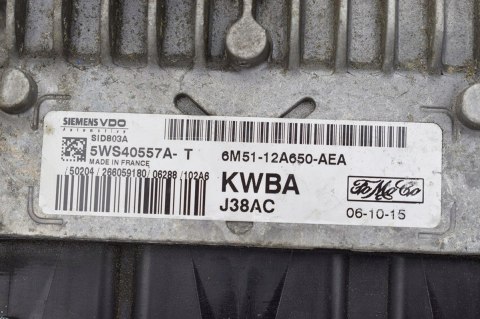 SIEMENS VDO
Automotive
SID803A
5WS40557A- T
MADE IN FRANCE
6M51-12A650-AEA
/50204/266059180/06288 |102A6
KWBA
J38AC
FoMoCo
06-10-15